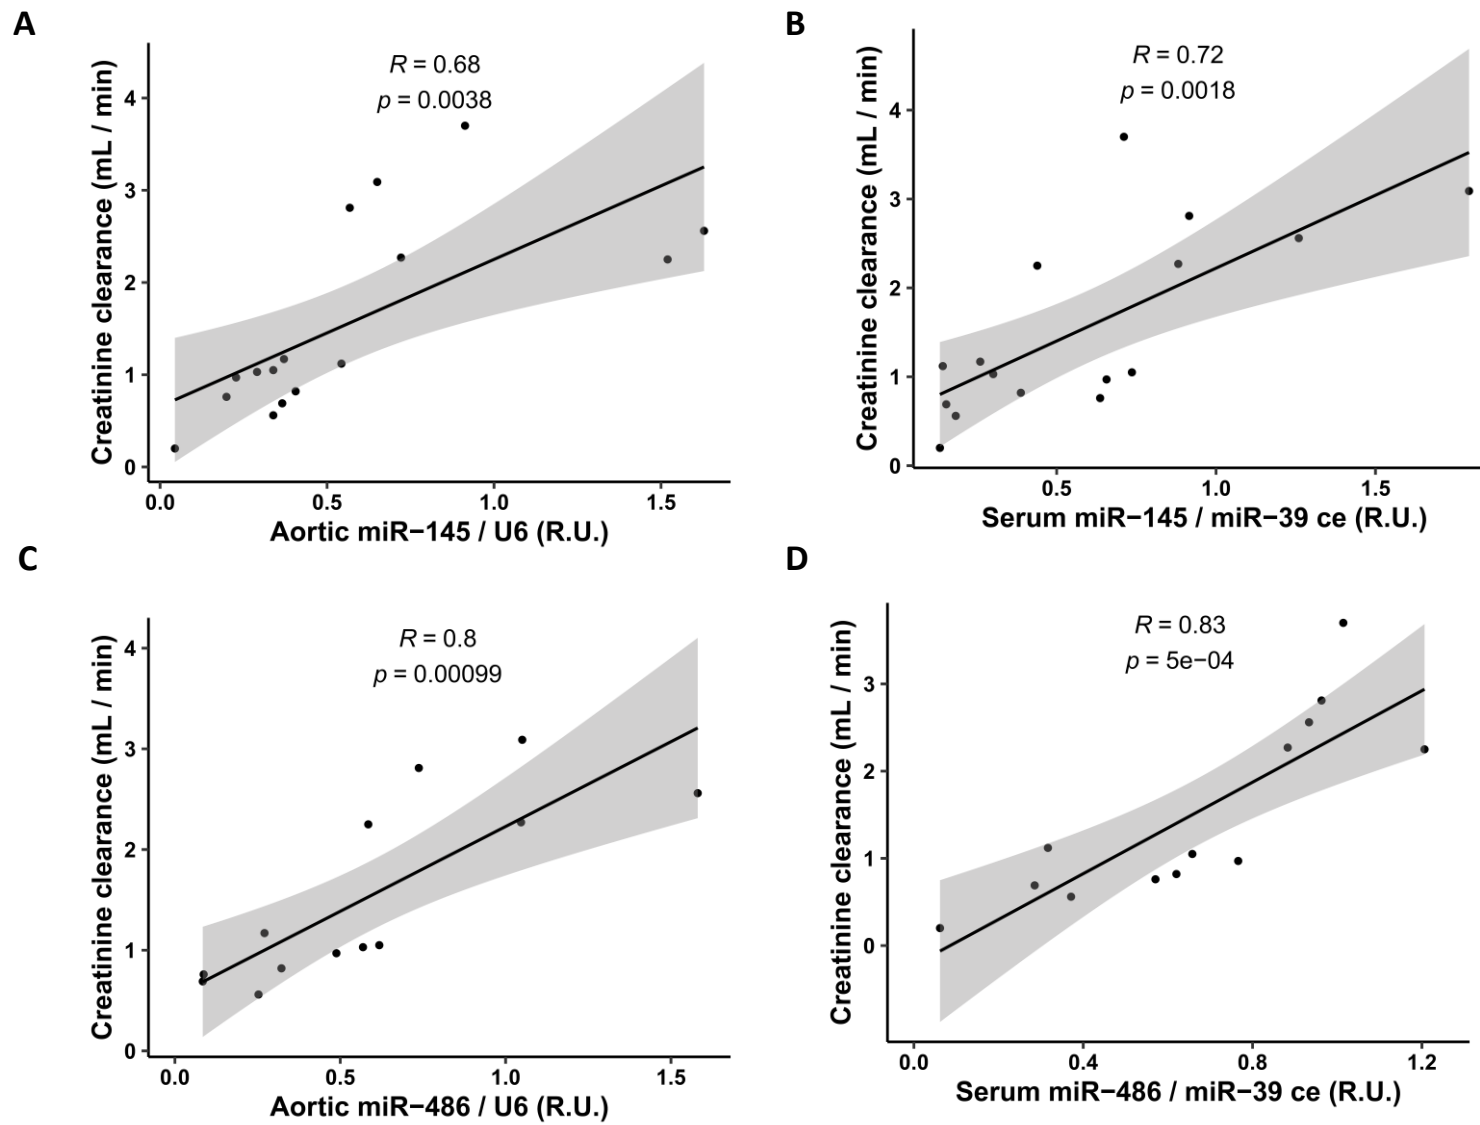 A
R = 0.68
p = 0.0038
Creatinine clearance (mL / min)
4
3
2
1
0
0.0 0.5 1.0 1.5
Aortic miR−145 / U6 (R.U.)
B
R = 0.72
p = 0.0018
Creatinine clearance (mL / min)
4
3
2
1
0
0.5 1.0 1.5
Serum miR−145 / miR−39 ce (R.U.)
C
R = 0.8
p = 0.00099
Creatinine clearance (mL / min)
4
3
2
1
0
0.0 0.5 1.0 1.5
Aortic miR−486 / U6 (R.U.)
D
R = 0.83
p = 5e−04
Creatinine clearance (mL / min)
3
2
1
0
0.0 0.4 0.8 1.2
Serum miR−486 / miR−39 ce (R.U.)